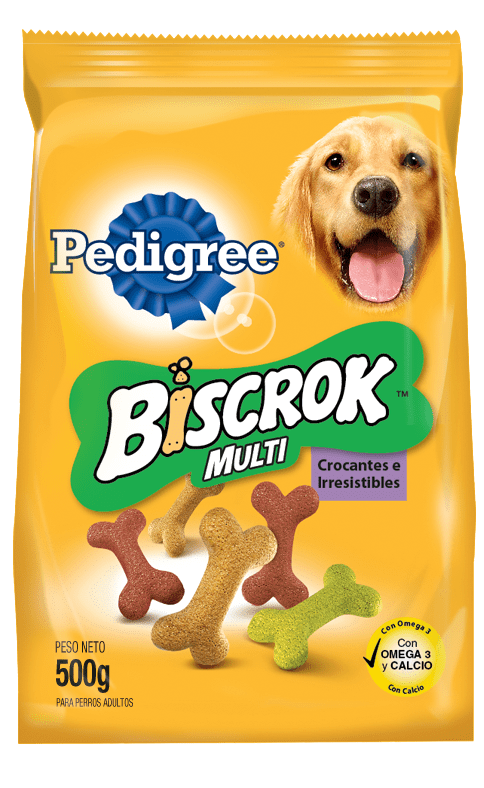 Pedigree®
BISCROK™
MULTI
Crocantes e
Irresistibles
PESO NETO
500g
PARA PERROS ADULTOS
Con Omega 3
Con
OMEGA 3
y CALCIO
Con Calcio